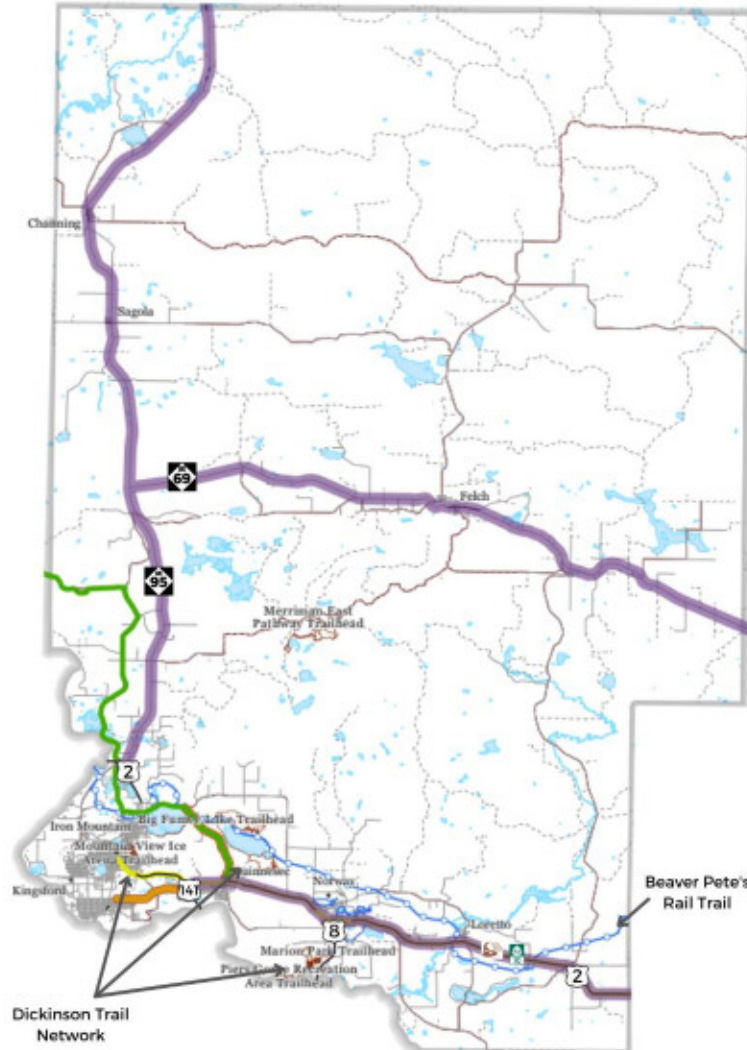 Channing
Sagola
M
69
Felch
M
95
Merriman East
Pathway Trailhead
2
Iron Mountain
Big Fumee Lake Trailhead
Mountain View Ice
Arena Trailhead
Quinnesec
Kingsford
141
Norway
Beaver Pete's
Rail Trail
8
Loretto
Marion Park Trailhead
Piers Gorge Recreation
Area Trailhead
2
Dickinson Trail
Network